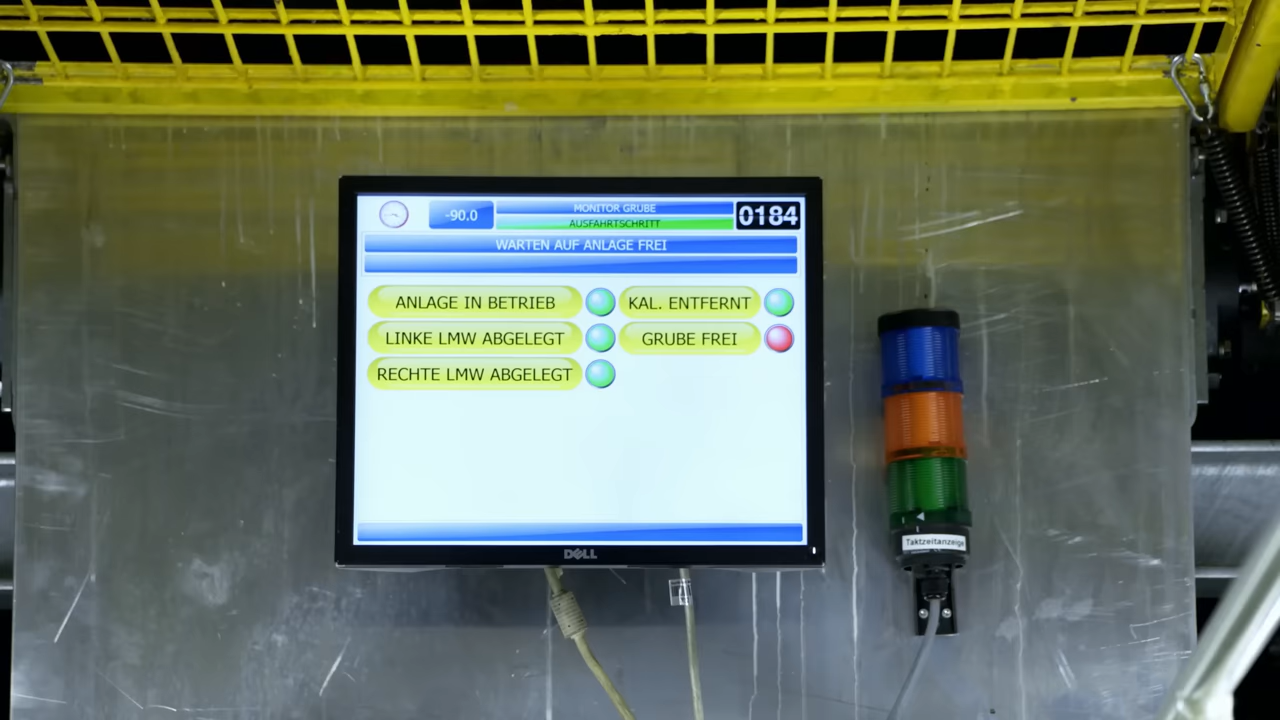 -90.0
MONITOR GRUBE
AUSFAHRTSCHRITT
0184
WARTEN AUF ANLAGE FREI
ANLAGE IN BETRIEB
KAL. ENTFERNT
LINKE LMW ABGELEGT
GRUBE FREI
RECHTE LMW ABGELEGT
DELL
Taktzeitanzeige